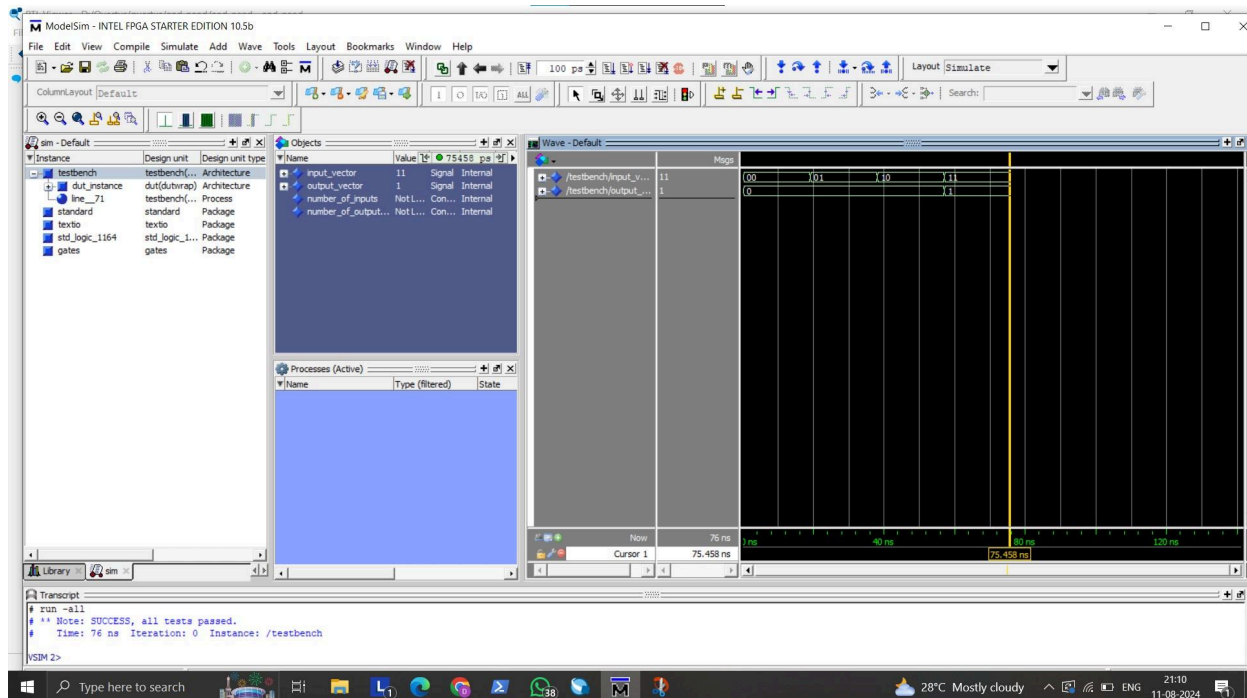 ModelSim - INTEL FPGA STARTER EDITION 10.5b
File Edit View Compile Simulate Add Wave Tools Layout Bookmarks Window Help
100 ps
Layout Simulate
ColumnLayout Default
Search:
sim - Default
Instance Design unit Design unit type
testbench testbench(... Architecture
dut_instance dut(dutwrap) Architecture
line__71 testbench(... Process
standard standard Package
textio textio Package
std_logic_1164 std_logic_1... Package
gates gates Package
Library sim
Objects
Name Value 75458 ps
input_vector 11 Signal Internal
output_vector 1 Signal Internal
number_of_inputs Not L... Con... Internal
number_of_output... Not L... Con... Internal
Processes (Active)
Name Type (filtered) State
Wave - Default
Msgs
/testbench/input_v... 11 00 01 10 11
/testbench/output_... 1 0 1
Now 76 ns 40 ns 80 ns 120 ns
Cursor 1 75.458 ns 75.458 ns
Transcript
# run -all
# ** Note: SUCCESS, all tests passed.
# Time: 76 ns Iteration: 0 Instance: /testbench
VSIM 2>
Type here to search
38
28°C Mostly cloudy
ENG
21:10
11-08-2024